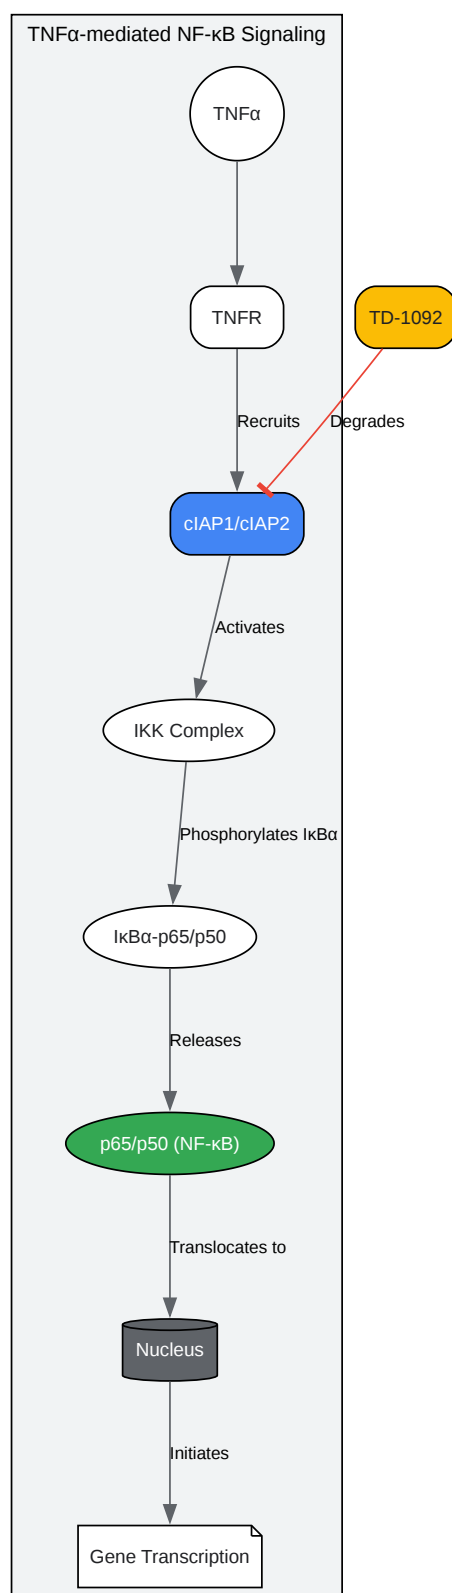 TNFα-mediated NF-κB Signaling
TNFα
TNFR
TD-1092
Recruits
Degrades
cIAP1/cIAP2
Activates
IKK Complex
Phosphorylates IκBα
IκBα-p65/p50
Releases
p65/p50 (NF-κB)
Translocates to
Nucleus
Initiates
Gene Transcription